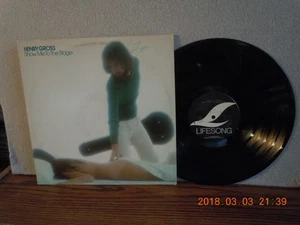 HENRY GROSS
Show Me To The Stage
LIFESONG
2018.03.03 21:39